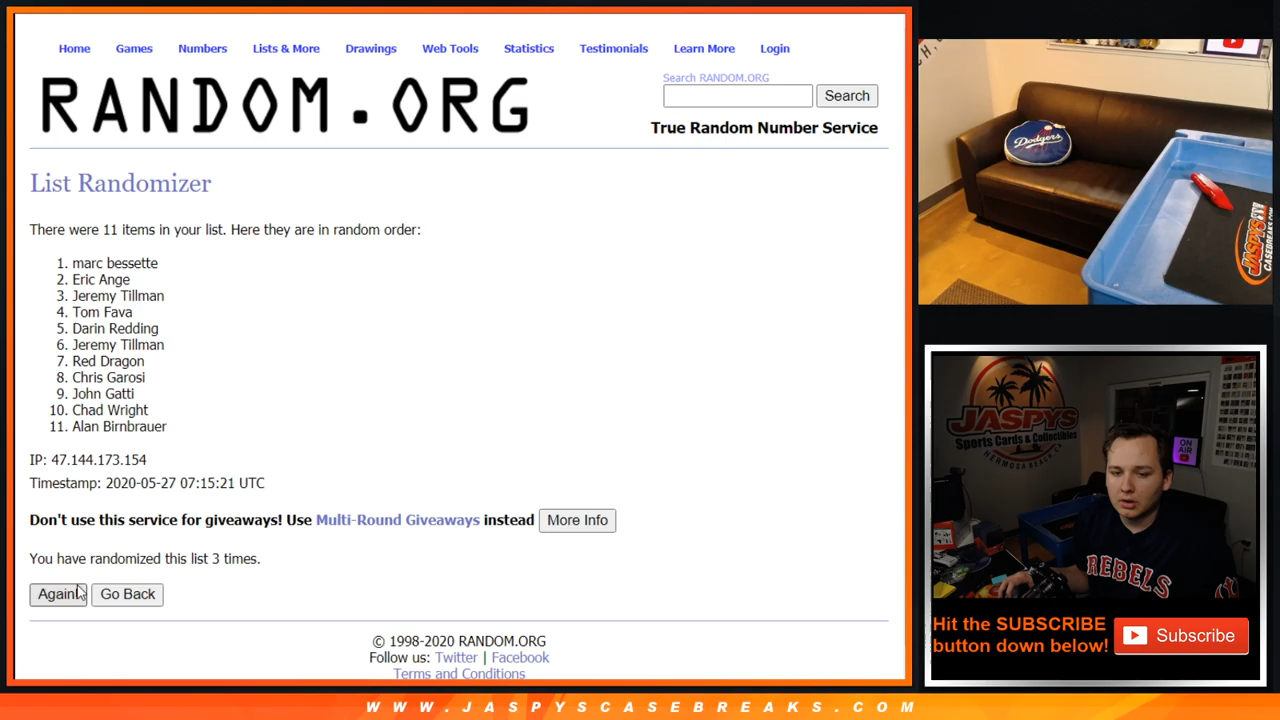 Home Games Numbers Lists & More Drawings Web Tools Statistics Testimonials Learn More Login
RANDOM.ORG
Search RANDOM.ORG
Search
True Random Number Service
List Randomizer
There were 11 items in your list. Here they are in random order:
1. marc bessette
2. Eric Ange
3. Jeremy Tillman
4. Tom Fava
5. Darin Redding
6. Jeremy Tillman
7. Red Dragon
8. Chris Garosi
9. John Gatti
10. Chad Wright
11. Alan Birnbrauer
IP: 47.144.173.154
Timestamp: 2020-05-27 07:15:21 UTC
Don't use this service for giveaways! Use Multi-Round Giveaways instead More Info
You have randomized this list 3 times.
Again! Go Back
© 1998-2020 RANDOM.ORG
Follow us: Twitter | Facebook
Terms and Conditions
Dodgers
JASPYS
CASEBREAKS.COM
JASPYS
Sports Cards & Collectibles
HERMOSA BEACH, CA
ON AIR
REBELS
Hit the SUBSCRIBE
button down below!
Subscribe
WWW.JASPYSCASEBREAKS.COM